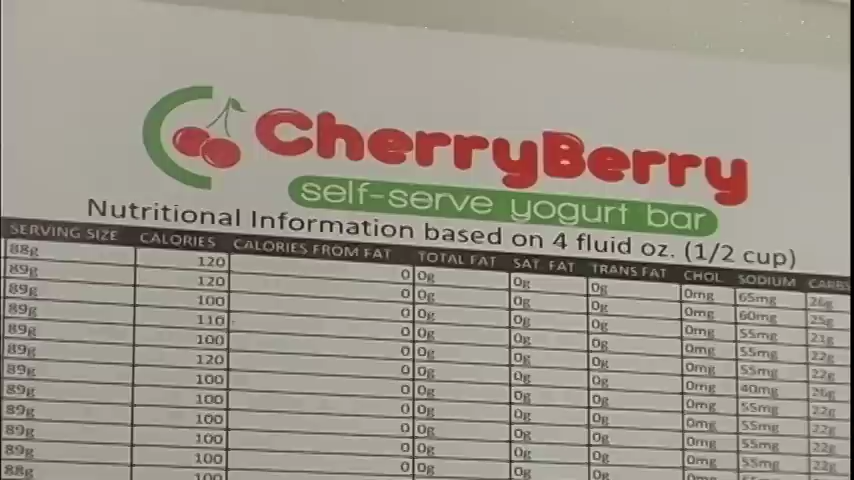 CherryBerry
self-serve yogurt bar
Nutritional Information based on 4 fluid oz. (1/2 cup)
SERVING SIZE CALORIES CALORIES FROM FAT TOTAL FAT SAT FAT TRANS FAT CHOL SODIUM CARBS
88g 120 0 0g 0g 0g 0mg 65mg 26g
89g 120 0 0g 0g 0g 0mg 60mg 25g
89g 100 0 0g 0g 0g 0mg 55mg 21g
89g 110 0 0g 0g 0g 0mg 55mg 22g
89g 100 0 0g 0g 0g 0mg 55mg 22g
89g 120 0 0g 0g 0g 0mg 40mg 26g
89g 100 0 0g 0g 0g 0mg 55mg 22g
89g 100 0 0g 0g 0g 0mg 55mg 22g
89g 100 0 0g 0g 0g 0mg 55mg 22g
89g 100 0 0g 0g 0g 0mg 55mg 22g
89g 100 0 0g 0g 0g
88g 100